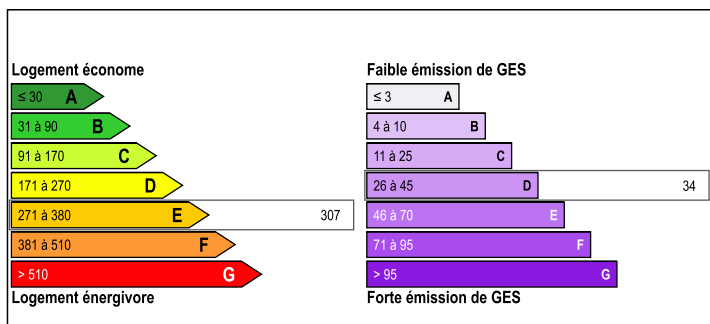 Logement économe
≤ 30 A
31 à 90 B
91 à 170 C
171 à 270 D
271 à 380 E 307
381 à 510 F
> 510 G
Logement énergivore
Faible émission de GES
≤ 3 A
4 à 10 B
11 à 25 C
26 à 45 D 34
46 à 70 E
71 à 95 F
> 95 G
Forte émission de GES